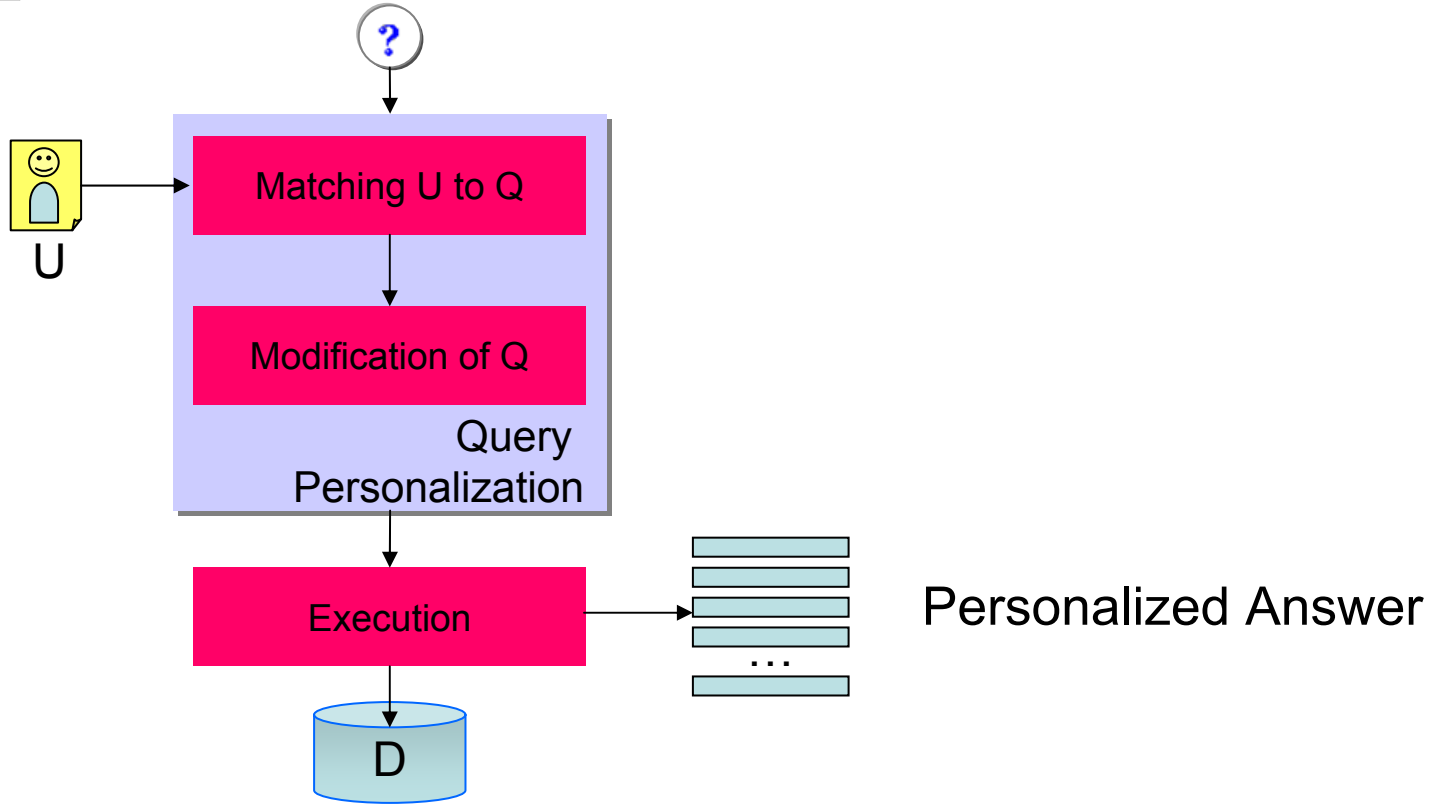 ?
Matching U to Q
U
Modification of Q
Query
Personalization
Execution
Personalized Answer
...
D